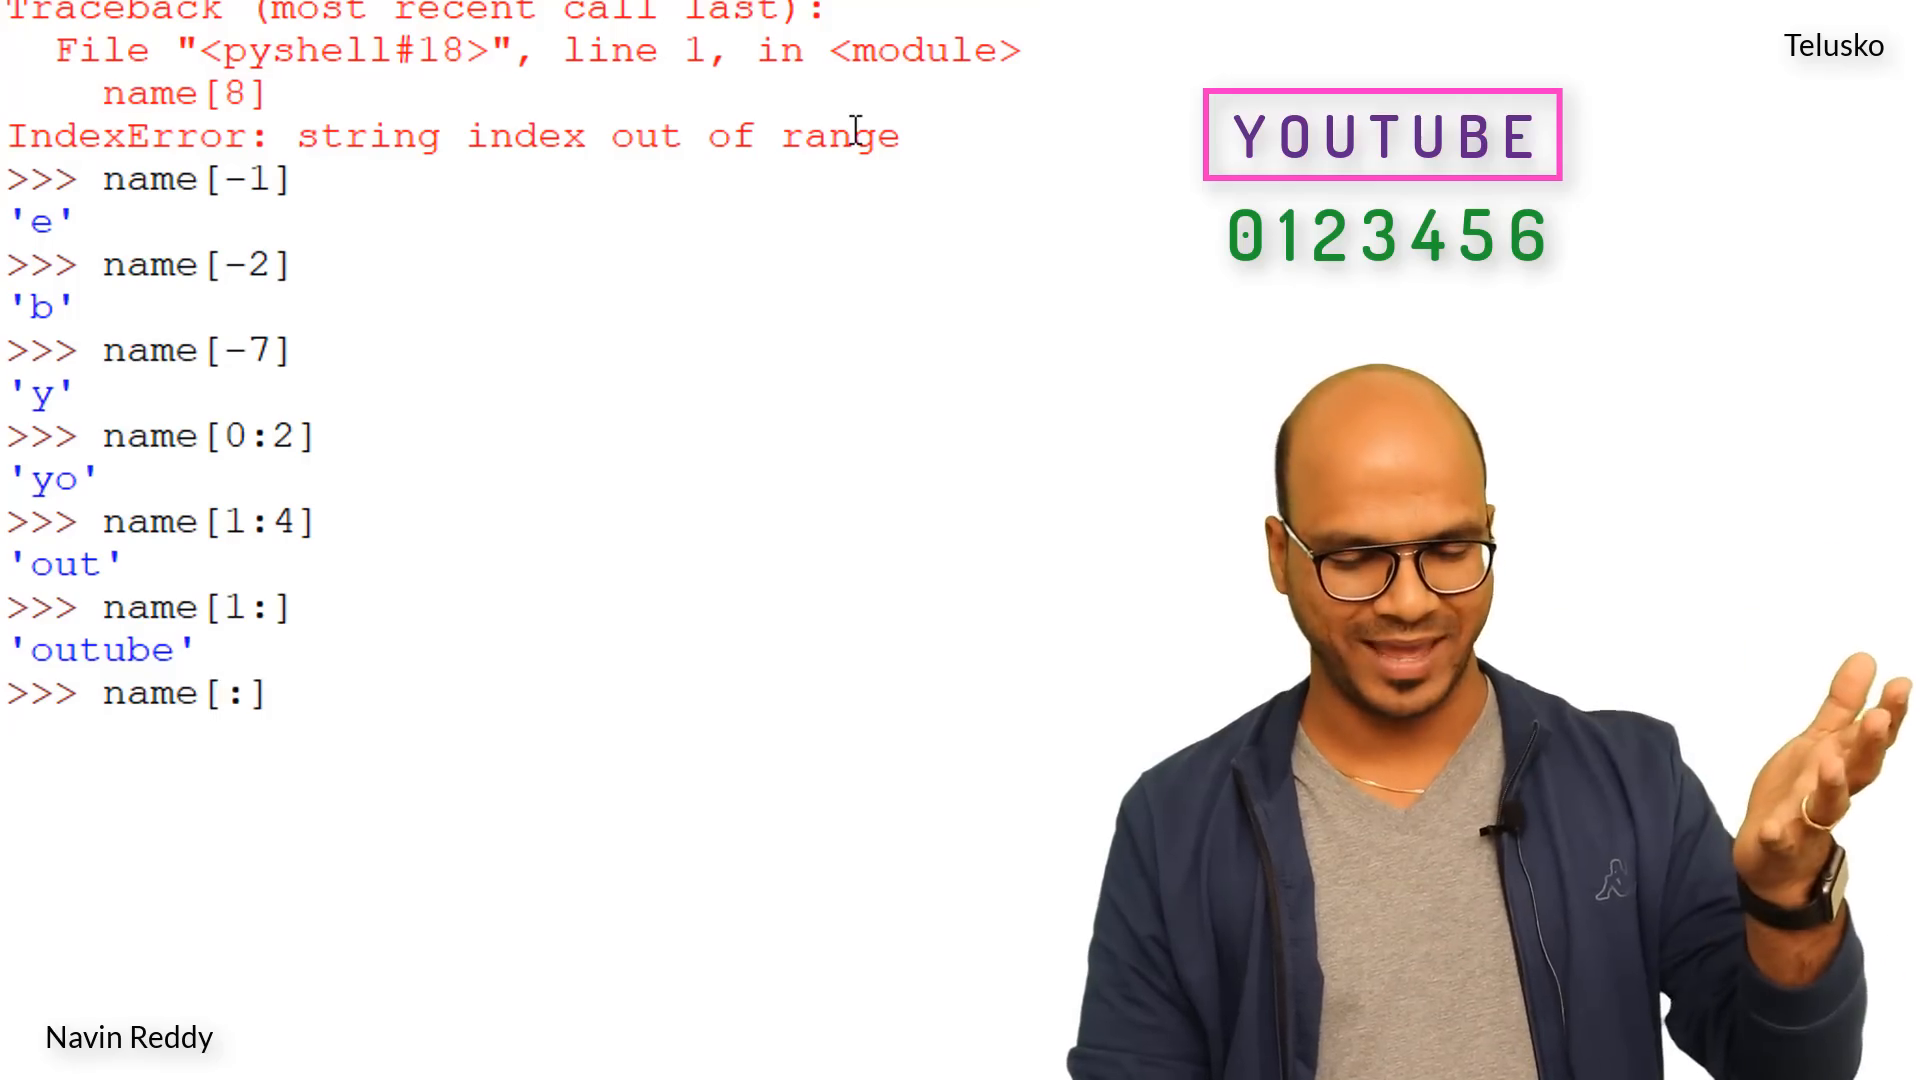 Traceback (most recent call last):
File "<pyshell#18>", line 1, in <module>
name[8]
IndexError: string index out of range
>>> name[-1]
'e'
>>> name[-2]
'b'
>>> name[-7]
'y'
>>> name[0:2]
'yo'
>>> name[1:4]
'out'
>>> name[1:]
'outube'
>>> name[:]
Telusko
YOUTUBE
0123456
Navin Reddy